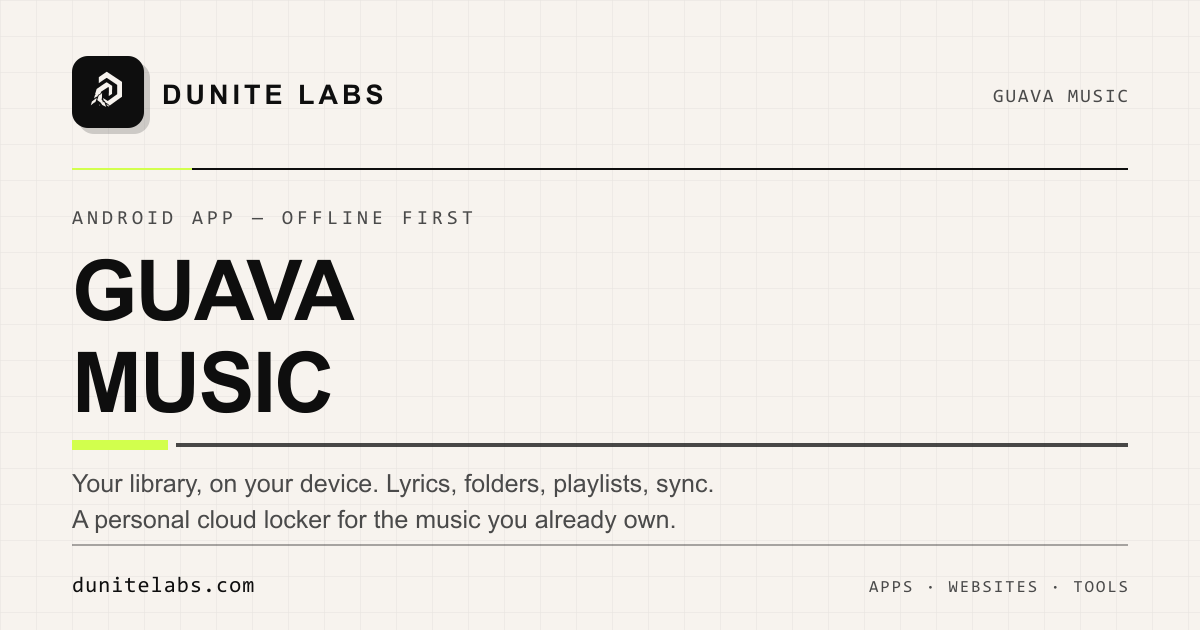 DUNITE LABS
GUAVA MUSIC
ANDROID APP — OFFLINE FIRST
GUAVA
MUSIC
Your library, on your device. Lyrics, folders, playlists, sync.
A personal cloud locker for the music you already own.
dunitelabs.com
APPS · WEBSITES · TOOLS